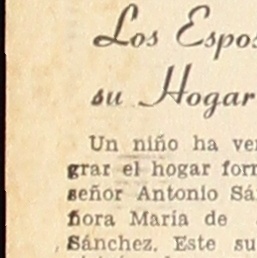 Los Espos
su Hogar
Un niño ha ve
grar el hogar for
señor Antonio Sá
ñora María de
Sánchez. Este su